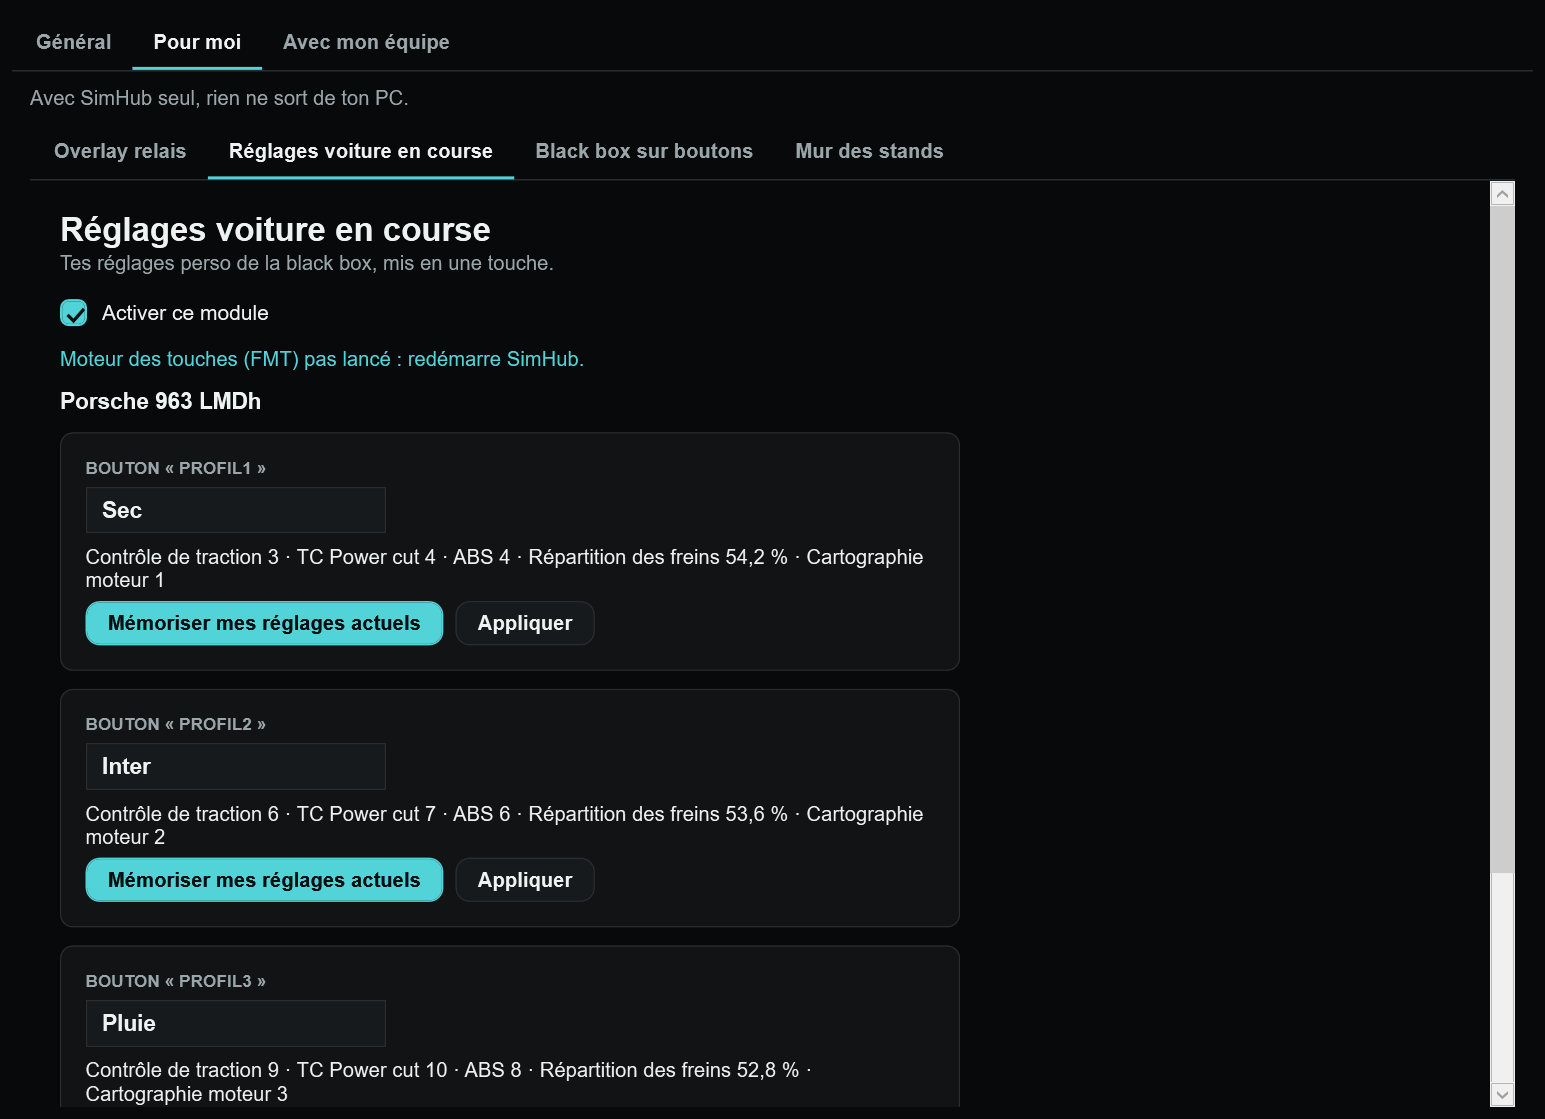 Général
Pour moi
Avec mon équipe
Avec SimHub seul, rien ne sort de ton PC.
Overlay relais
Réglages voiture en course
Black box sur boutons
Mur des stands
Réglages voiture en course
Tes réglages perso de la black box, mis en une touche.
Activer ce module
Moteur des touches (FMT) pas lancé : redémarre SimHub.
Porsche 963 LMDh
BOUTON « PROFIL1 »
Sec
Contrôle de traction 3 · TC Power cut 4 · ABS 4 · Répartition des freins 54,2 % · Cartographie
moteur 1
Mémoriser mes réglages actuels
Appliquer
BOUTON « PROFIL2 »
Inter
Contrôle de traction 6 · TC Power cut 7 · ABS 6 · Répartition des freins 53,6 % · Cartographie
moteur 2
Mémoriser mes réglages actuels
Appliquer
BOUTON « PROFIL3 »
Pluie
Contrôle de traction 9 · TC Power cut 10 · ABS 8 · Répartition des freins 52,8 % ·
Cartographie moteur 3